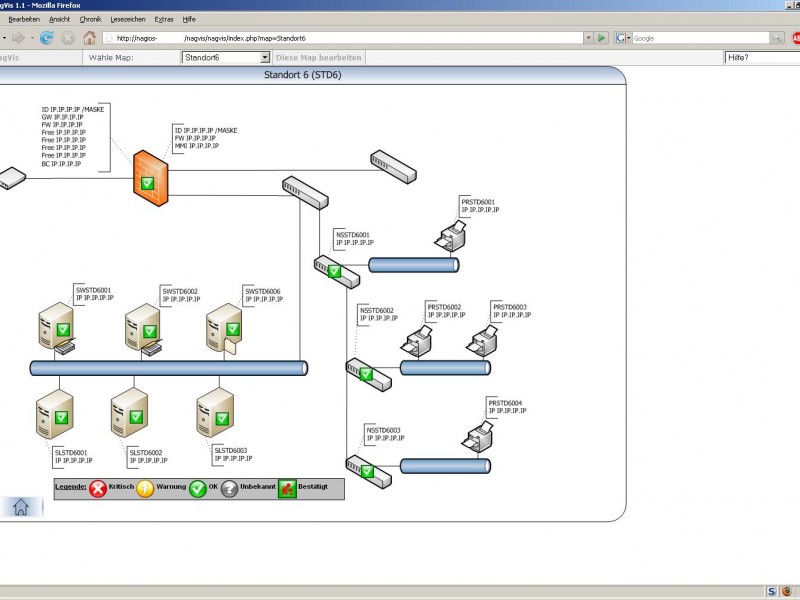 agVis 1.1 - Mozilla Firefox
Bearbeiten Ansicht Chronik Lesezeichen Extras Hilfe
http://nagios- /nagvis/nagvis/index.php?map=Standort6
Google
agVis
Wähle Map:
Standort6
Diese Map bearbeiten
Hilfe?
Standort 6 (STD6)
ID IP.IP.IP.IP /MASKE
GW IP.IP.IP.IP
FW IP.IP.IP.IP
Free IP.IP.IP.IP
Free IP.IP.IP.IP
Free IP.IP.IP.IP
Free IP.IP.IP.IP
BC IP.IP.IP.IP
ID IP.IP.IP.IP /MASKE
FW IP.IP.IP.IP
MMI IP.IP.IP.IP
PRSTD6001
IP IP.IP.IP.IP
NSSTD6001
IP IP.IP.IP.IP
SWSTD6001
IP IP.IP.IP.IP
SWSTD6002
IP IP.IP.IP.IP
SWSTD6006
IP IP.IP.IP.IP
NSSTD6002
IP IP.IP.IP.IP
PRSTD6002
IP IP.IP.IP.IP
PRSTD6003
IP IP.IP.IP.IP
PRSTD6004
IP IP.IP.IP.IP
NSSTD6003
IP IP.IP.IP.IP
SLSTD6001
IP IP.IP.IP.IP
SLSTD6002
IP IP.IP.IP.IP
SLSTD6003
IP IP.IP.IP.IP
Legende: Kritisch Warnung OK Unbekannt Bestätigt